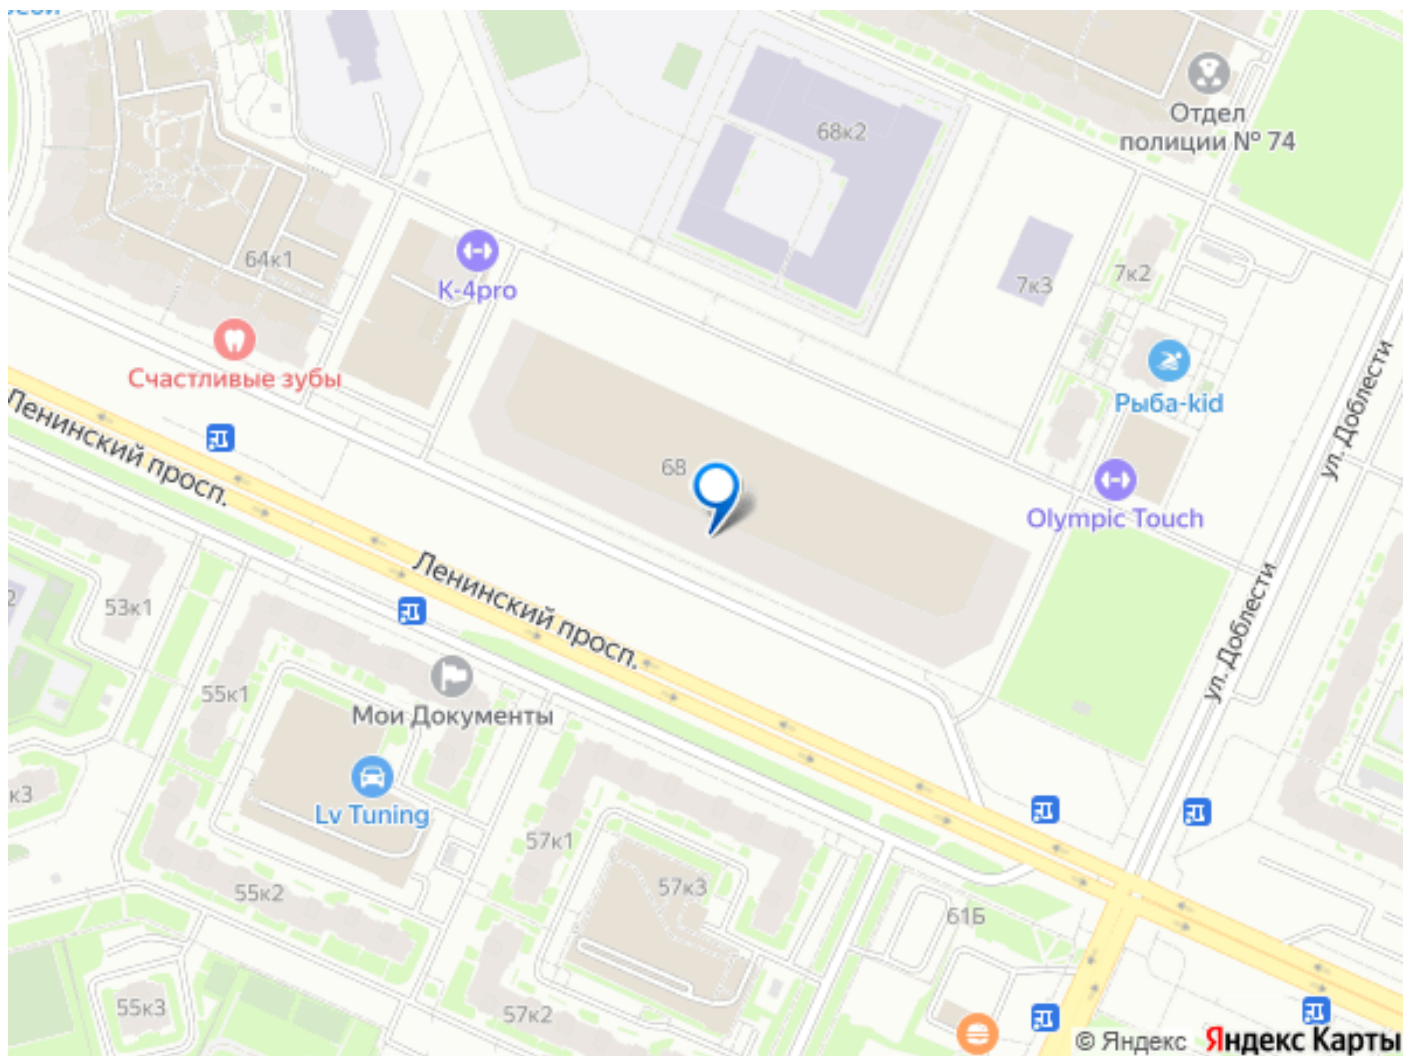 Отдел
полиции № 74
68к2
64к1
К-4pro
7к3
7к2
Счастливые зубы
Рыба-kid
ул. Доблести
Ленинский просп.
68
Olympic Touch
Ленинский просп.
ул. Доблести
53к1
55к1
Мои Документы
Lv Tuning
к3
57к1
57к3
55к2
61Б
55к3
57к2
© Яндекс Яндекс Карты